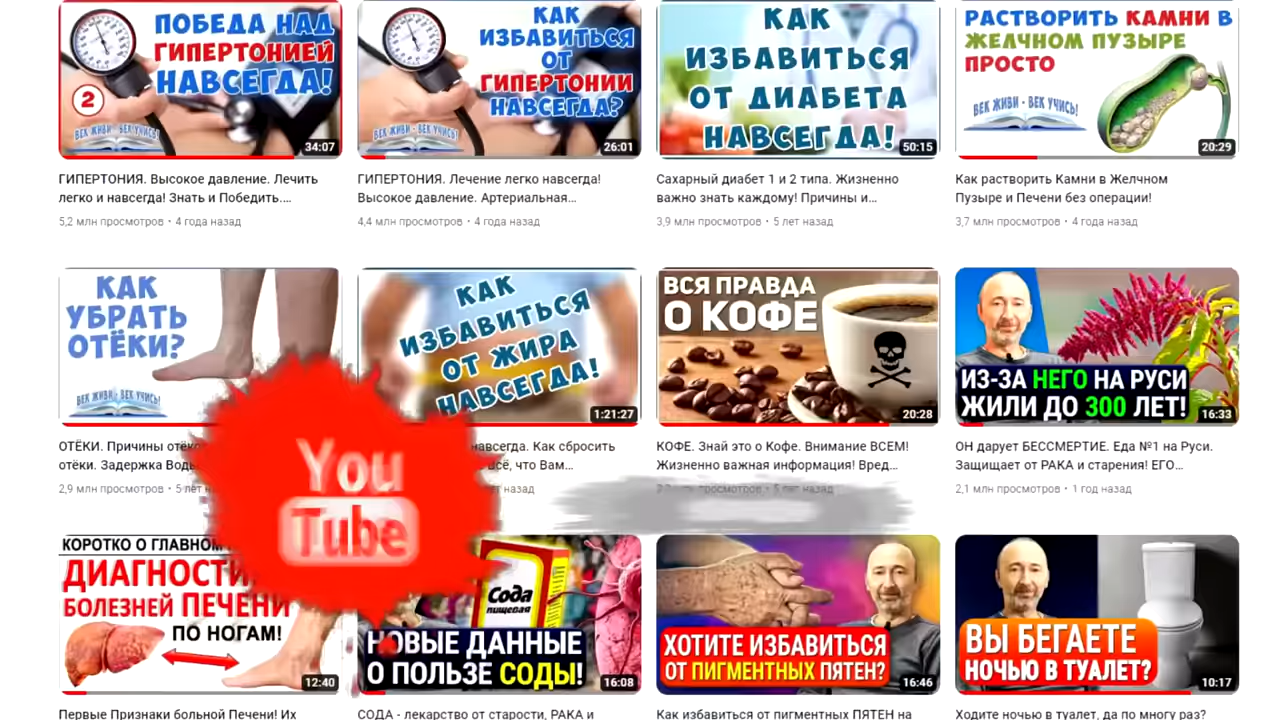 ПОБЕДА НАД
ГИПЕРТОНИЕЙ
НАВСЕГДА!
2
ВЕК ЖИВИ - ВЕК УЧИСЬ!
34:07
ГИПЕРТОНИЯ. Высокое давление. Лечить
легко и навсегда! Знать и Победить....
5,2 млн просмотров • 4 года назад
КАК
ИЗБАВИТЬСЯ
ОТ
ГИПЕРТОНИИ
НАВСЕГДА?
ВЕК ЖИВИ - ВЕК УЧИСЬ!
26:01
ГИПЕРТОНИЯ. Лечение легко навсегда!
Высокое давление. Артериальная...
4,4 млн просмотров • 4 года назад
КАК
ИЗБАВИТЬСЯ
ОТ ДИАБЕТА
НАВСЕГДА!
50:15
Сахарный диабет 1 и 2 типа. Жизненно
важно знать каждому! Причины и...
3,9 млн просмотров • 5 лет назад
РАСТВОРИТЬ КАМНИ В
ЖЕЛЧНОМ ПУЗЫРЕ
ПРОСТО
ВЕК ЖИВИ - ВЕК УЧИСЬ!
20:29
Как растворить Камни в Желчном
Пузыре и Печени без операции!
3,7 млн просмотров • 4 года назад
КАК
УБРАТЬ
ОТЁКИ?
ВЕК ЖИВИ - ВЕК УЧИСЬ!
ОТЁКИ. Причины
отёки. Задержка
2,9 млн просмотров • 5
КАК
ИЗБАВИТЬСЯ
ОТ ЖИРА
НАВСЕГДА!
1:21:27
навсегда. Как сбросить
всё, что Вам...
назад
ВСЯ ПРАВДА
О КОФЕ
20:28
КОФЕ. Знай это о Кофе. Внимание ВСЕМ!
Жизненно важная информация! Вред...
просмотров • 5 лет назад
ИЗ-ЗА НЕГО НА РУСИ
ЖИЛИ ДО 300 ЛЕТ!
16:33
ОН дарует БЕССМЕРТИЕ. Еда №1 на Руси.
Защищает от РАКА и старения! ЕГО...
2,1 млн просмотров • 1 год назад
You
Tube
КОРОТКО О ГЛАВНОМ
БОЛЕЗНЕЙ ПЕЧЕНИ
ПО НОГАМ!
12:40
Первые Признаки больной Печени! Их
Сода
пищевая
НОВЫЕ ДАННЫЕ
О ПОЛЬЗЕ СОДЫ!
16:08
СОДА - лекарство от старости, РАКА и
ХОТИТЕ ИЗБАВИТЬСЯ
ОТ ПИГМЕНТНЫХ ПЯТЕН?
16:46
Как избавиться от пигментных ПЯТЕН на
ВЫ БЕГАЕТЕ
НОЧЬЮ В ТУАЛЕТ?
10:17
Ходите ночью в туалет, да по многу раз?